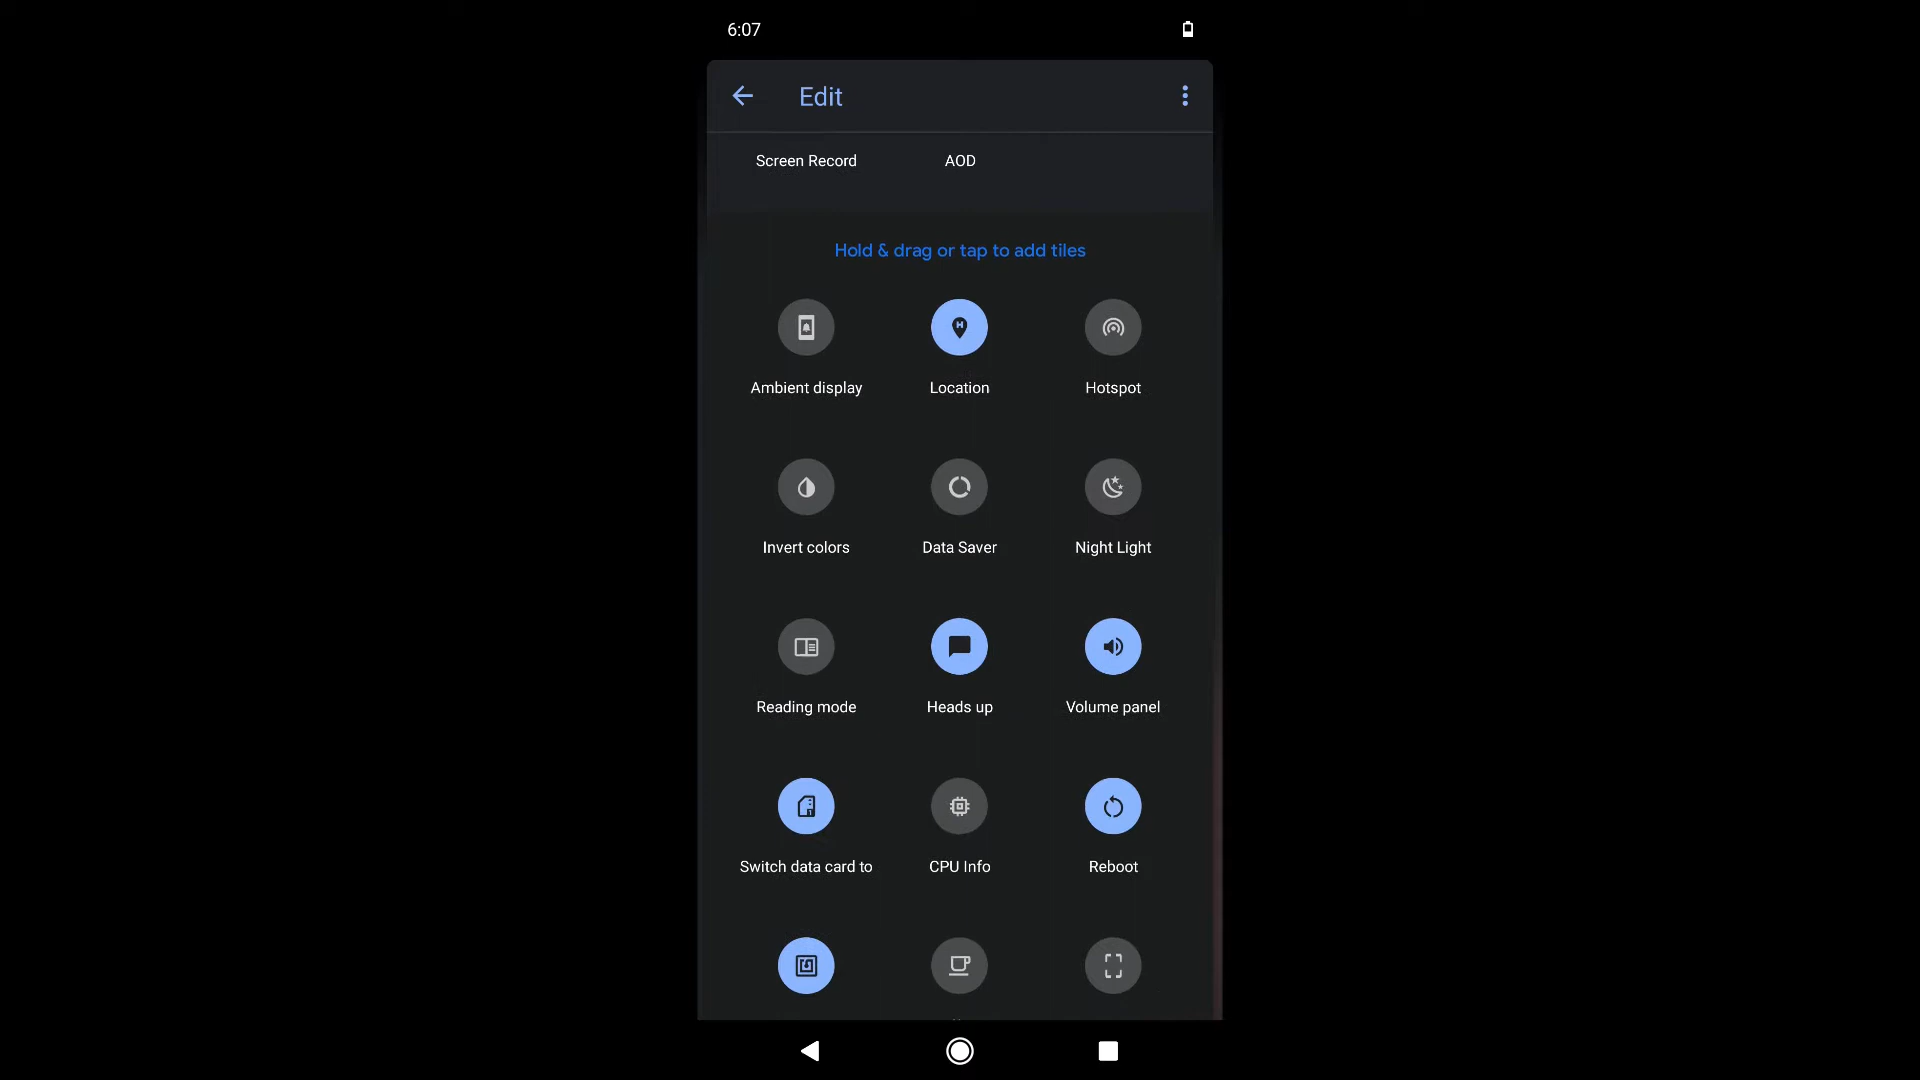 6:07
Edit
Screen Record
AOD
Hold & drag or tap to add tiles
Ambient display
Location
Hotspot
Invert colors
Data Saver
Night Light
Reading mode
Heads up
Volume panel
Switch data card to
CPU Info
Reboot